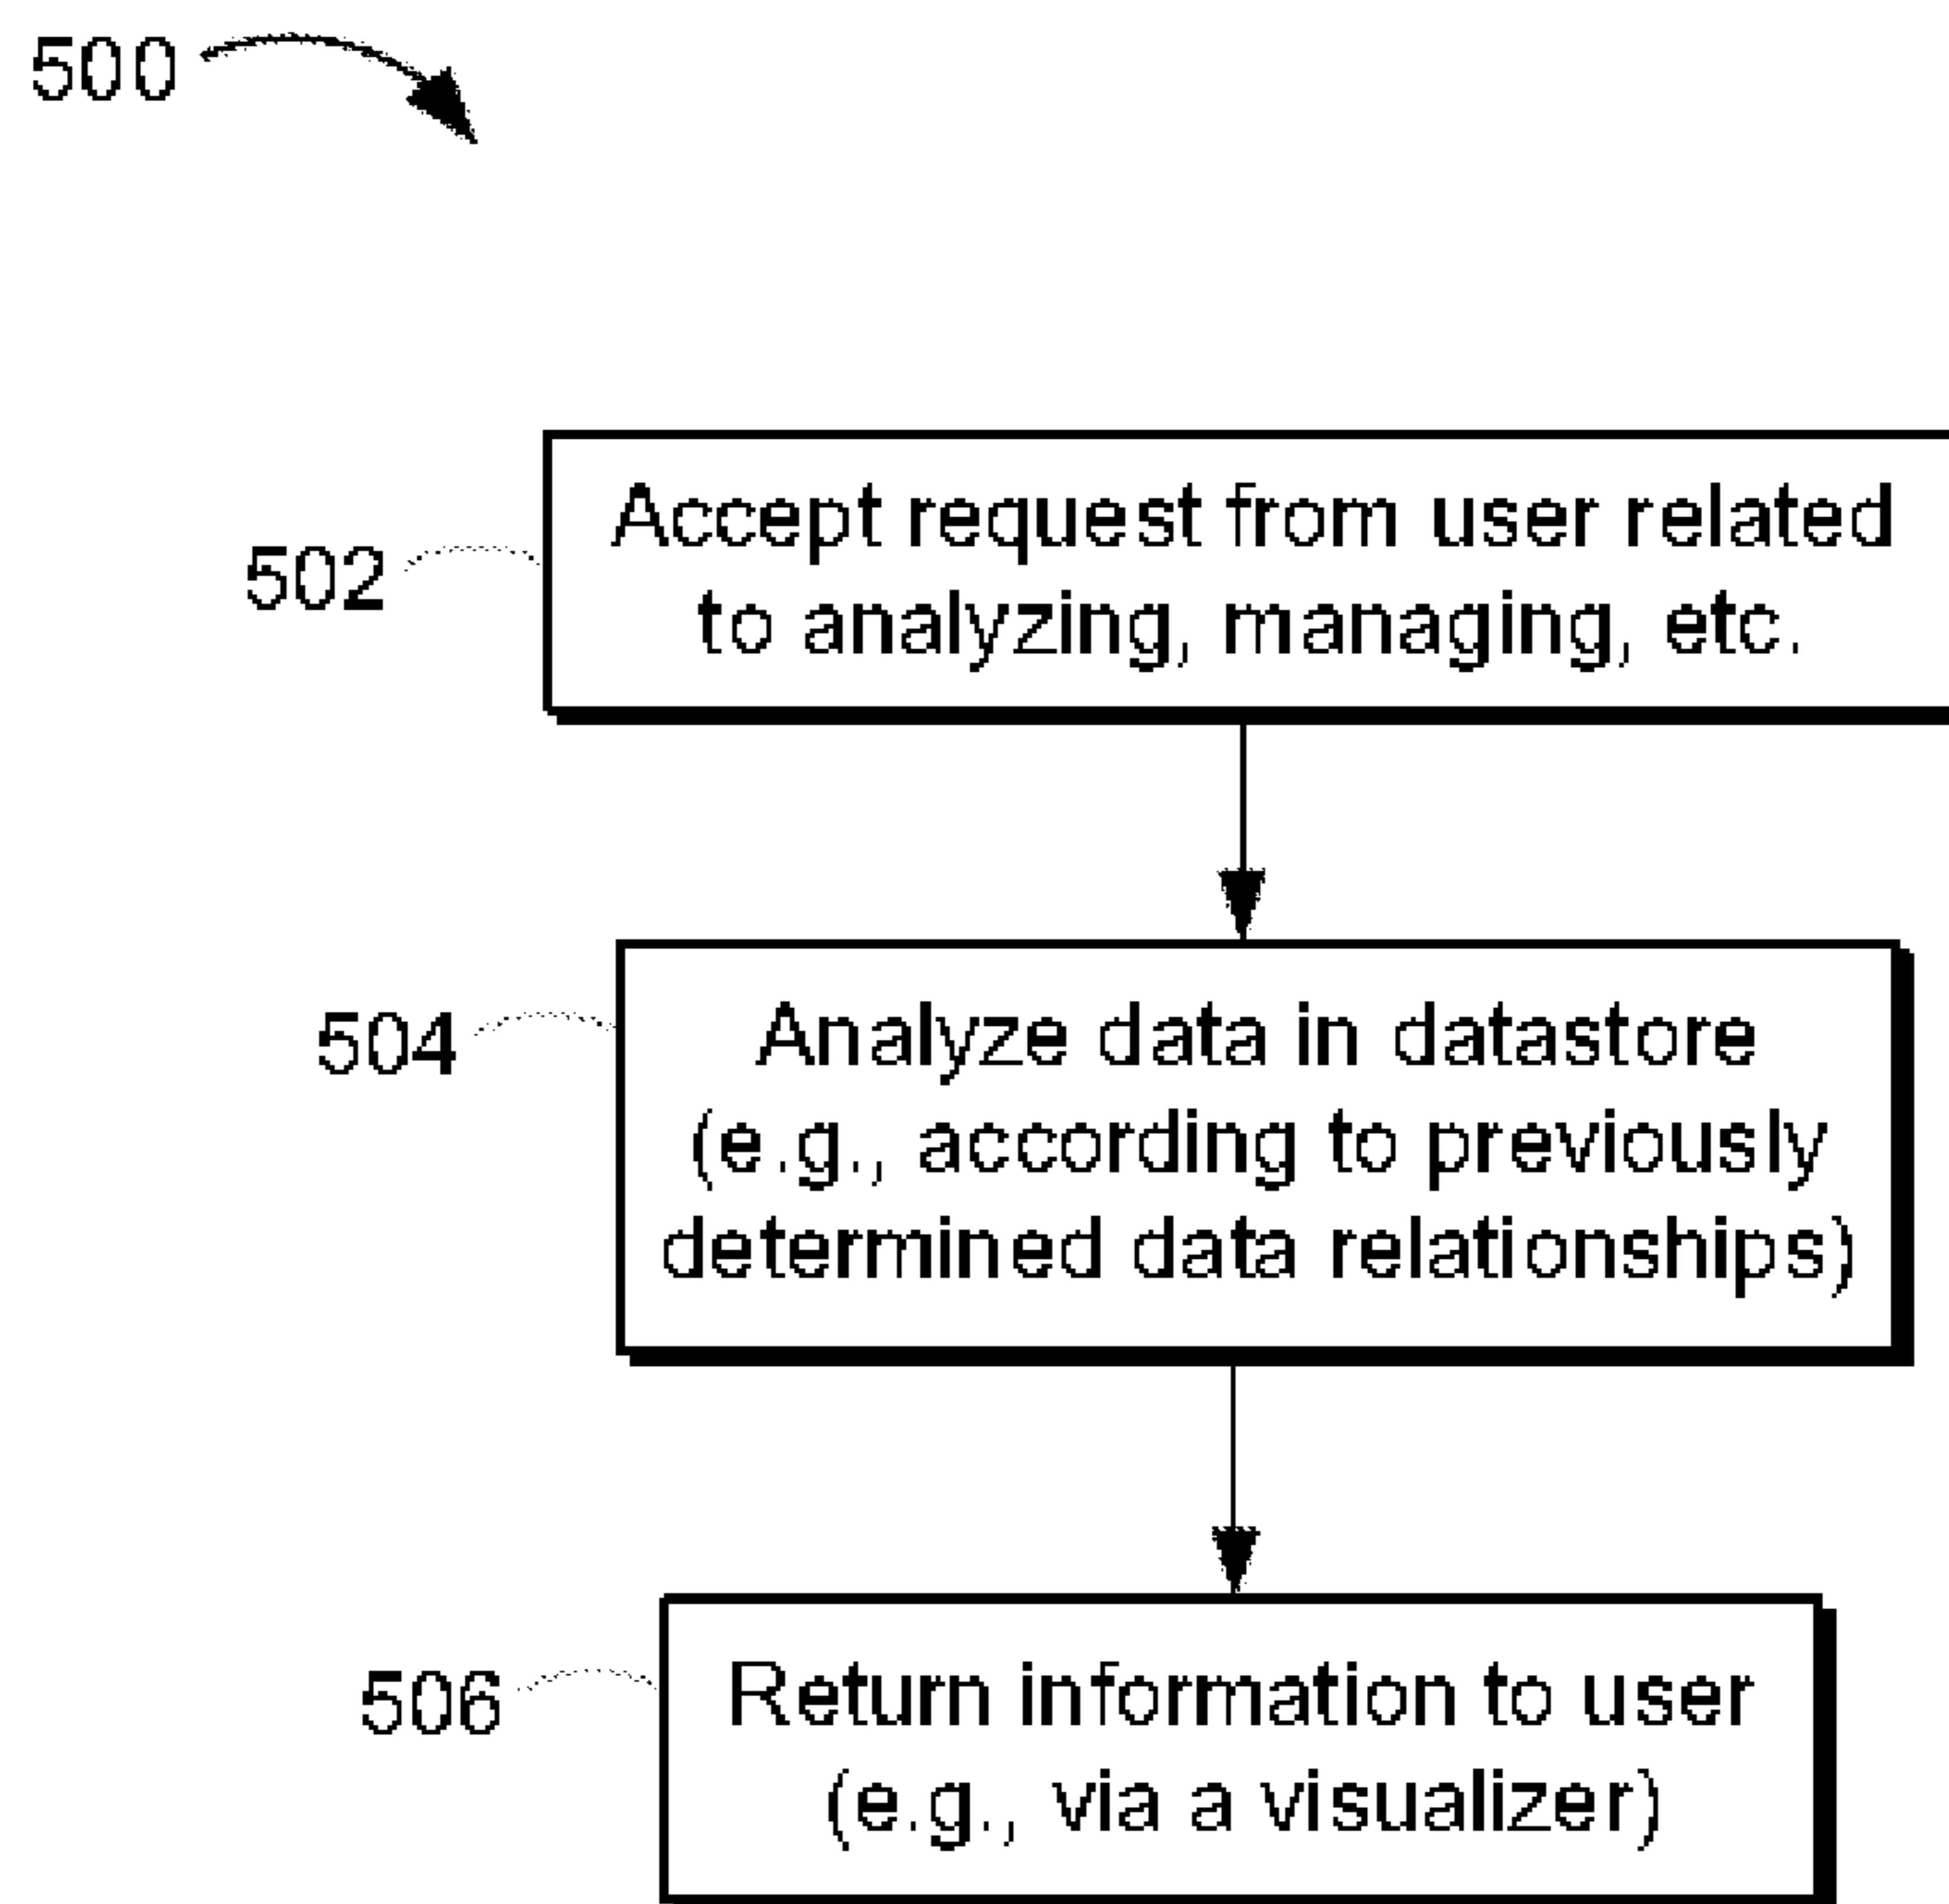 500
502
Accept request from user related
to analyzing, managing, etc.
504
Analyze data in datastore
(e.g., according to previously
determined data relationships)
506
Return information to user
(e.g., via a visualizer)